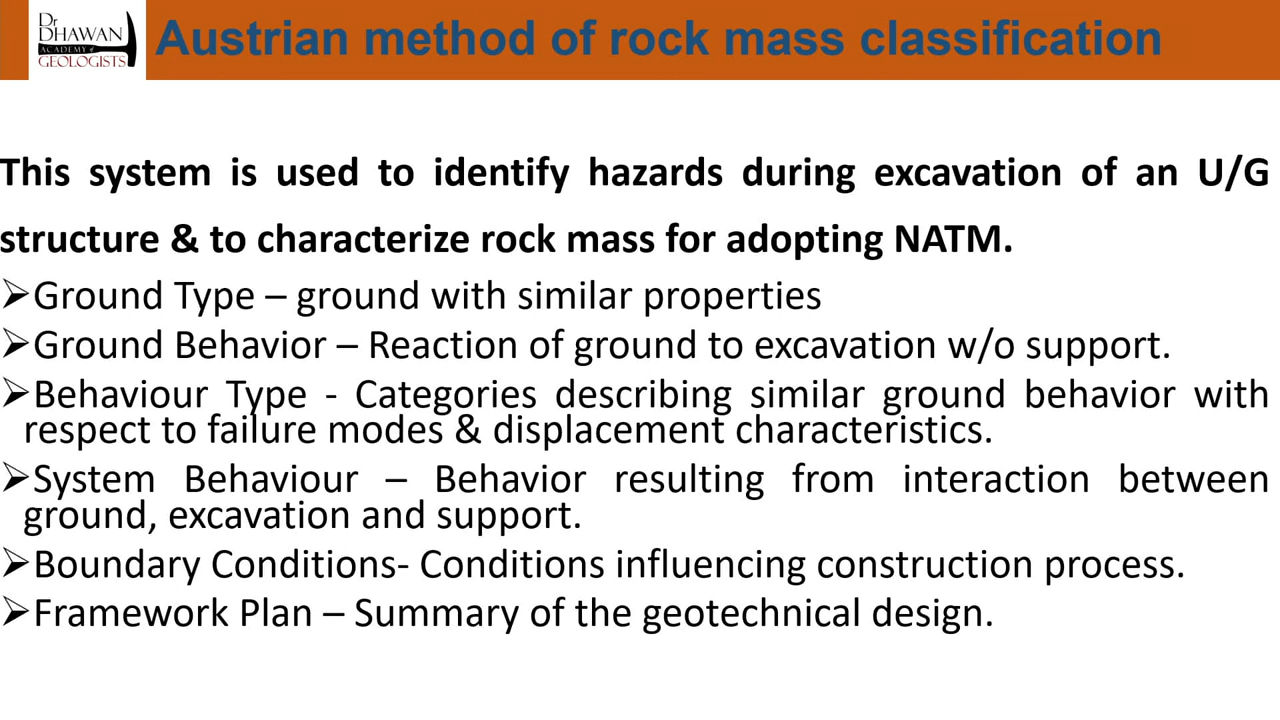 Dr
DHAWAN
ACADEMY of
GEOLOGISTS
Austrian method of rock mass classification
This system is used to identify hazards during excavation of an U/G
structure & to characterize rock mass for adopting NATM.
➢Ground Type – ground with similar properties
➢Ground Behavior – Reaction of ground to excavation w/o support.
➢Behaviour Type - Categories describing similar ground behavior with
respect to failure modes & displacement characteristics.
➢System Behaviour – Behavior resulting from interaction between
ground, excavation and support.
➢Boundary Conditions- Conditions influencing construction process.
➢Framework Plan – Summary of the geotechnical design.